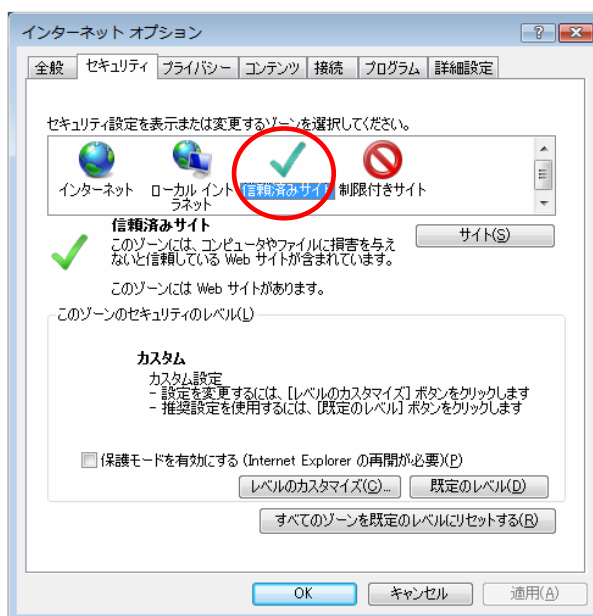 インターネット オプション
全般 セキュリティ プライバシー コンテンツ 接続 プログラム 詳細設定
セキュリティ設定を表示または変更するゾーンを選択してください。
インターネット ローカル イント 信頼済みサイト 制限付きサイト
ラネット
信頼済みサイト
サイト(S)
このゾーンには、コンピュータやファイルに損害を与え
ないと信頼している Web サイトが含まれています。
このゾーンには Web サイトがあります。
このゾーンのセキュリティのレベル(L)
カスタム
カスタム設定
- 設定を変更するには、[レベルのカスタマイズ] ボタンをクリックします
- 推奨設定を使用するには、[既定のレベル] ボタンをクリックします
保護モードを有効にする (Internet Explorer の再開が必要)(P)
レベルのカスタマイズ(C)... 既定のレベル(D)
すべてのゾーンを既定のレベルにリセットする(R)
OK キャンセル 適用(A)